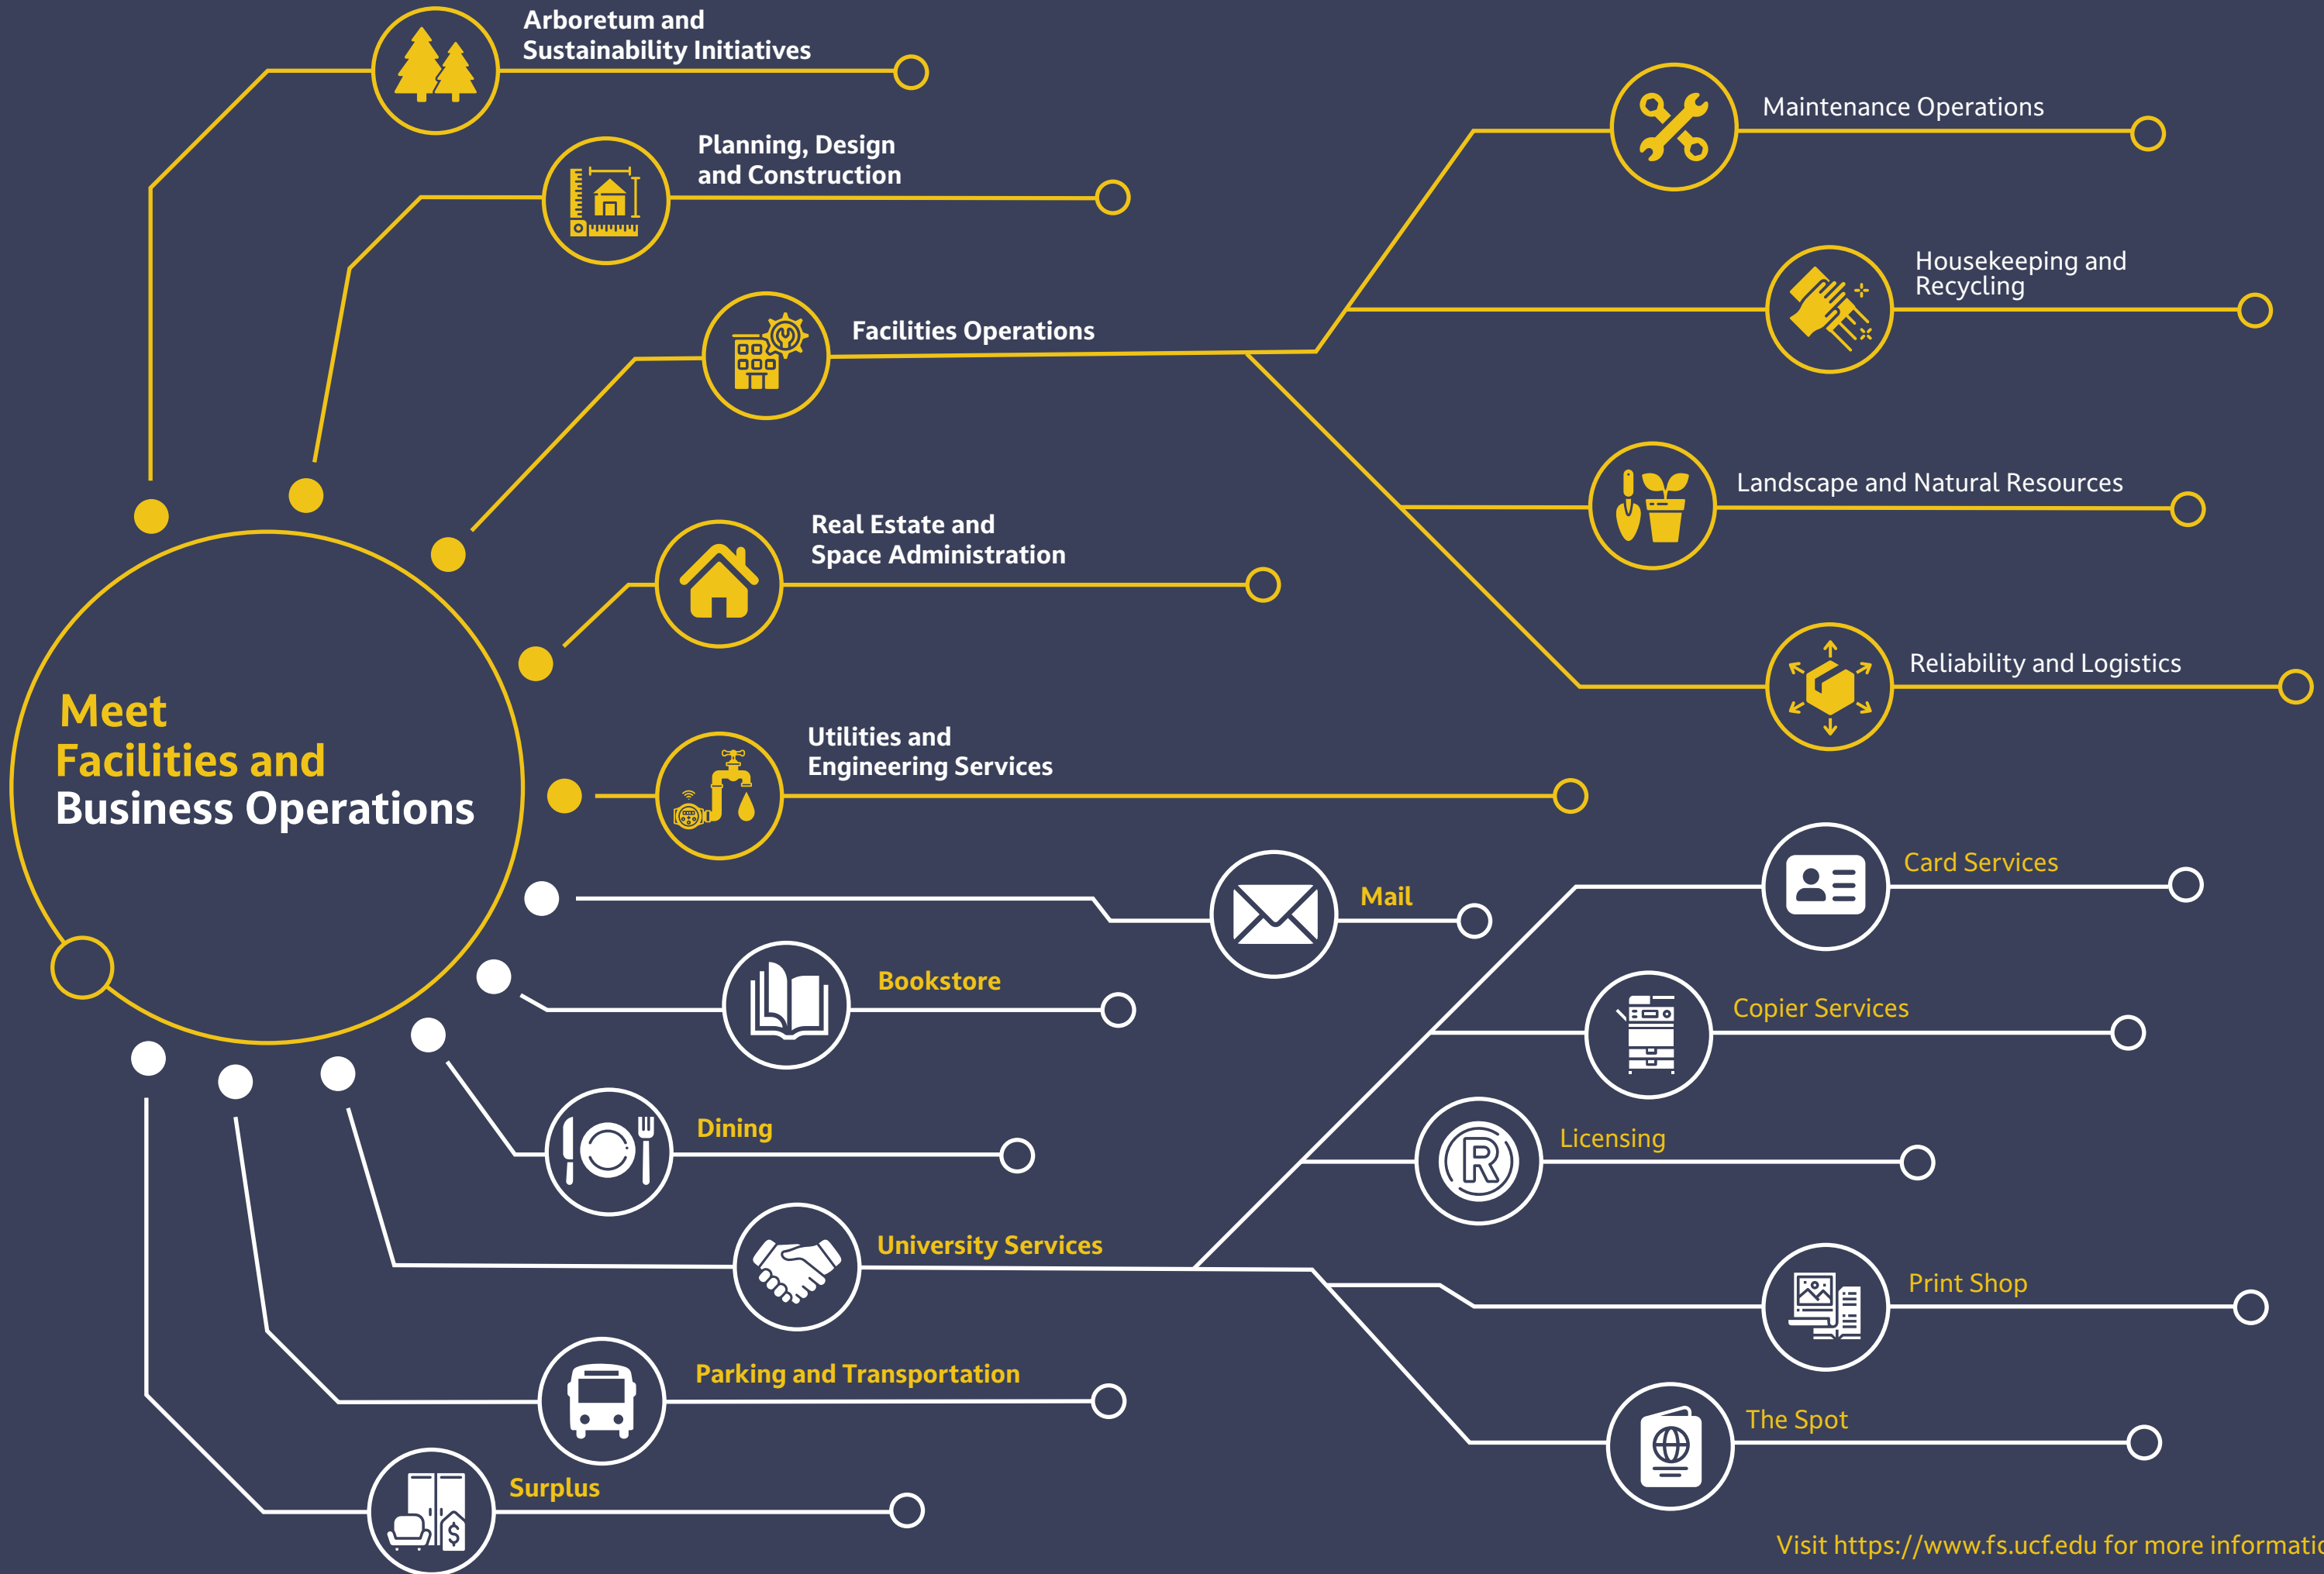 Arboretum and
Sustainability Initiatives
Planning, Design
and Construction
Facilities Operations
Maintenance Operations
Housekeeping and
Recycling
Landscape and Natural Resources
Reliability and Logistics
Real Estate and
Space Administration
Utilities and
Engineering Services
Meet
Facilities and
Business Operations
Mail
Bookstore
Dining
University Services
Card Services
Copier Services
R
Licensing
Print Shop
The Spot
Parking and Transportation
$
Surplus
Visit https://www.fs.ucf.edu for more informatio